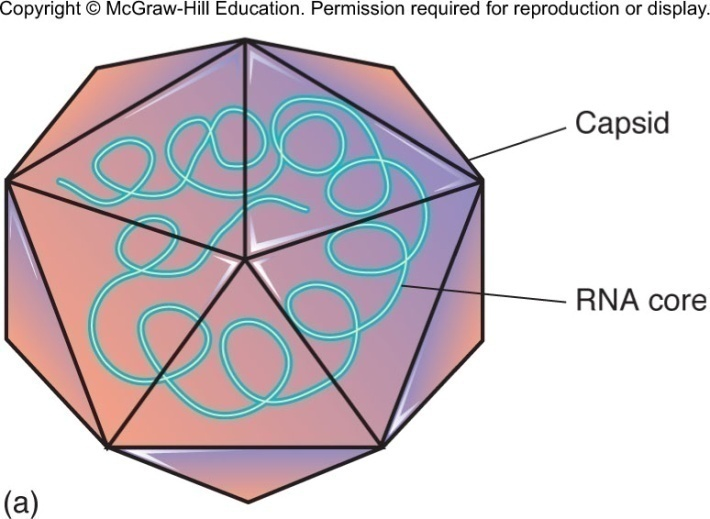 Copyright © McGraw-Hill Education. Permission required for reproduction or display.
Capsid
RNA core
(a)